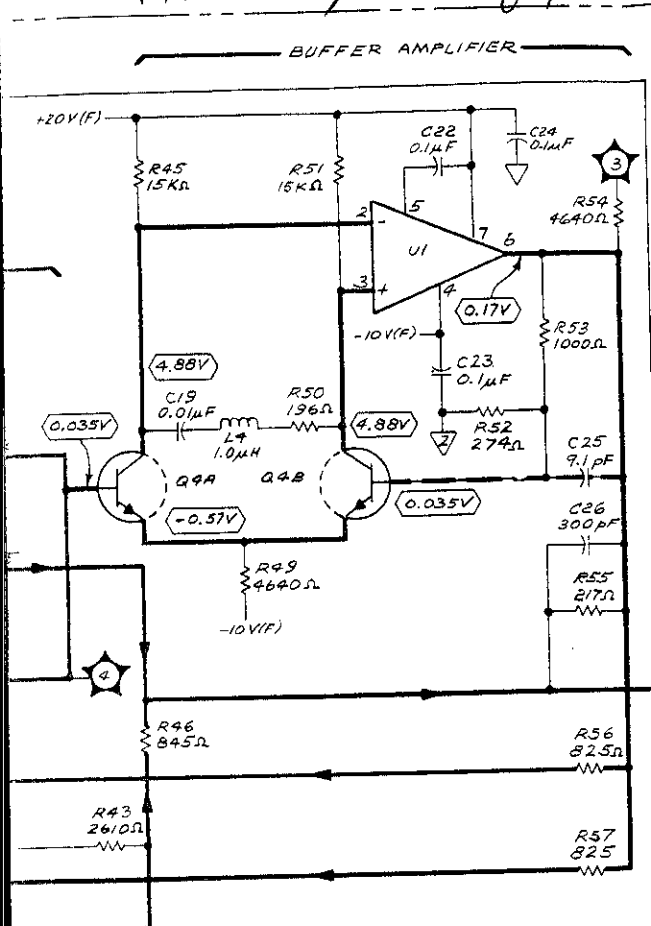 BUFFER AMPLIFIER
+20V(F)
R45
15KΩ
R51
15KΩ
C22
0.1µF
C24
0.1µF
3
R54
4640Ω
2
-
5
7
6
U1
3
+
4
0.17V
-10V(F)
R53
1000Ω
C23
0.1µF
4.88V
C19
0.01µF
L4
1.0µH
R50
196Ω
4.88V
2
R52
274Ω
0.035V
C25
9.1pF
Q4A
Q4B
-0.57V
0.035V
C26
300pF
R49
4640Ω
-10V(F)
R55
217Ω
4
R46
845Ω
R56
825Ω
R43
2610Ω
R57
825